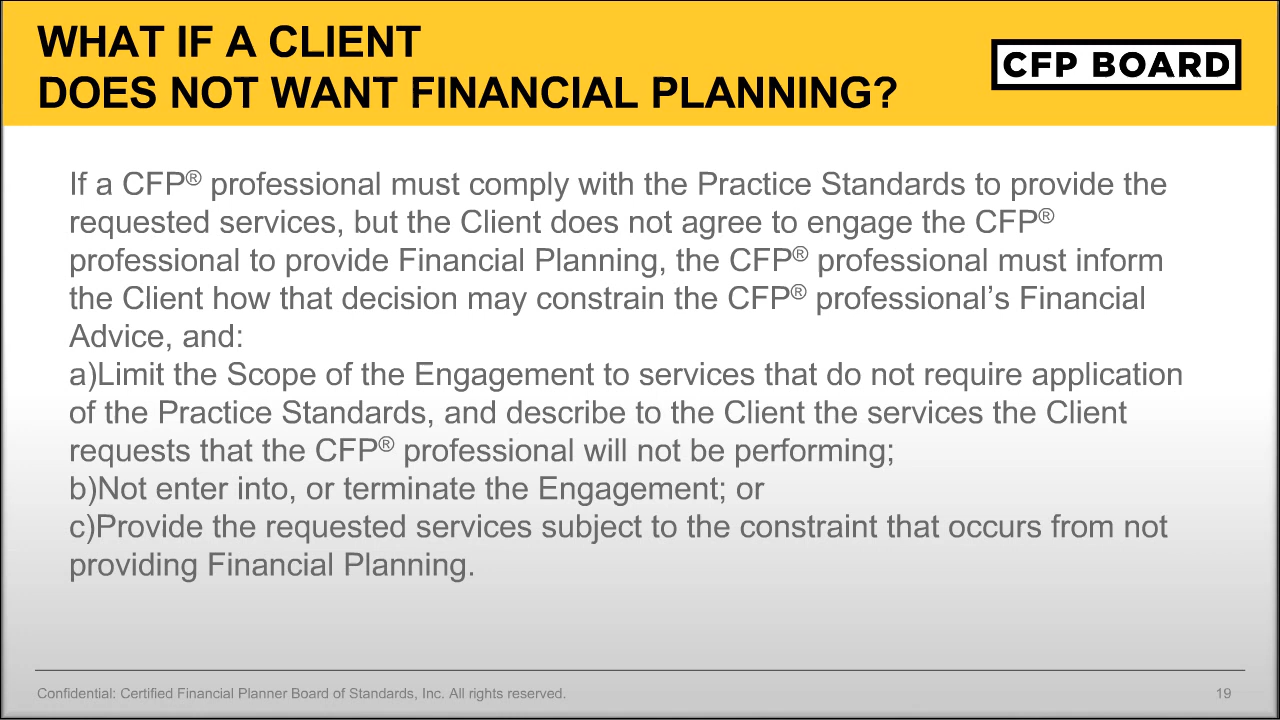 WHAT IF A CLIENT
DOES NOT WANT FINANCIAL PLANNING?
CFP BOARD
If a CFP® professional must comply with the Practice Standards to provide the
requested services, but the Client does not agree to engage the CFP®
professional to provide Financial Planning, the CFP® professional must inform
the Client how that decision may constrain the CFP® professional’s Financial
Advice, and:
a)Limit the Scope of the Engagement to services that do not require application
of the Practice Standards, and describe to the Client the services the Client
requests that the CFP® professional will not be performing;
b)Not enter into, or terminate the Engagement; or
c)Provide the requested services subject to the constraint that occurs from not
providing Financial Planning.
Confidential: Certified Financial Planner Board of Standards, Inc. All rights reserved.
19